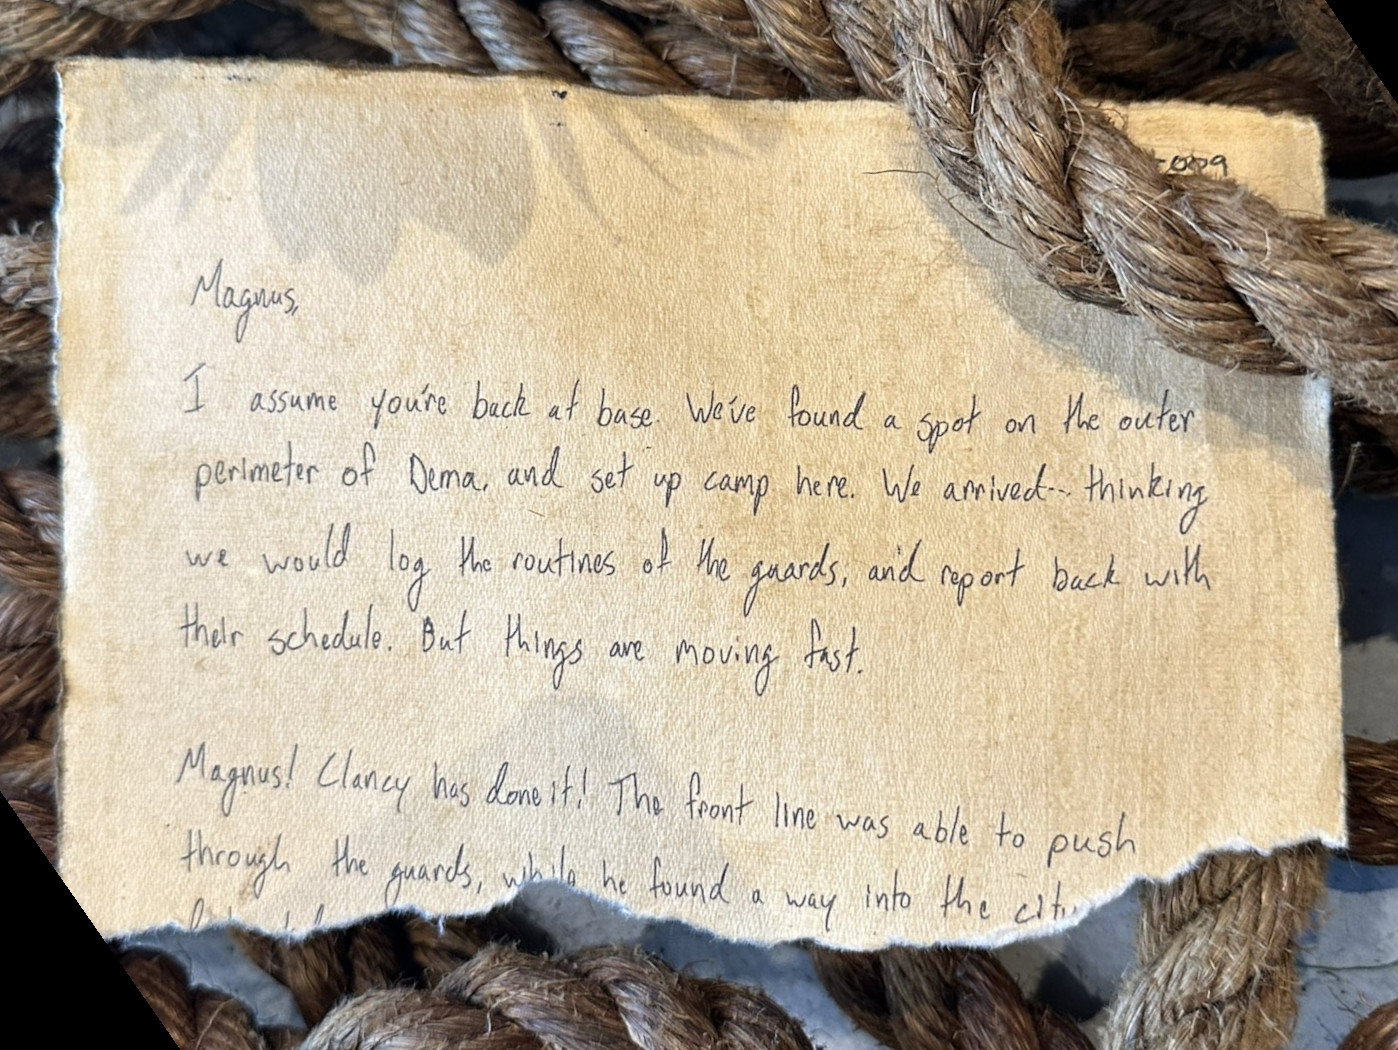 009
Magnus,
I assume you're back at base. We've found a spot on the outer
perimeter of Dema, and set up camp here. We arrived-- thinking
we would log the routines of the guards, and report back with
their schedule. But things are moving fast.
Magnus! Clancy has done it! The front line was able to push
through the guards, while he found a way into the city